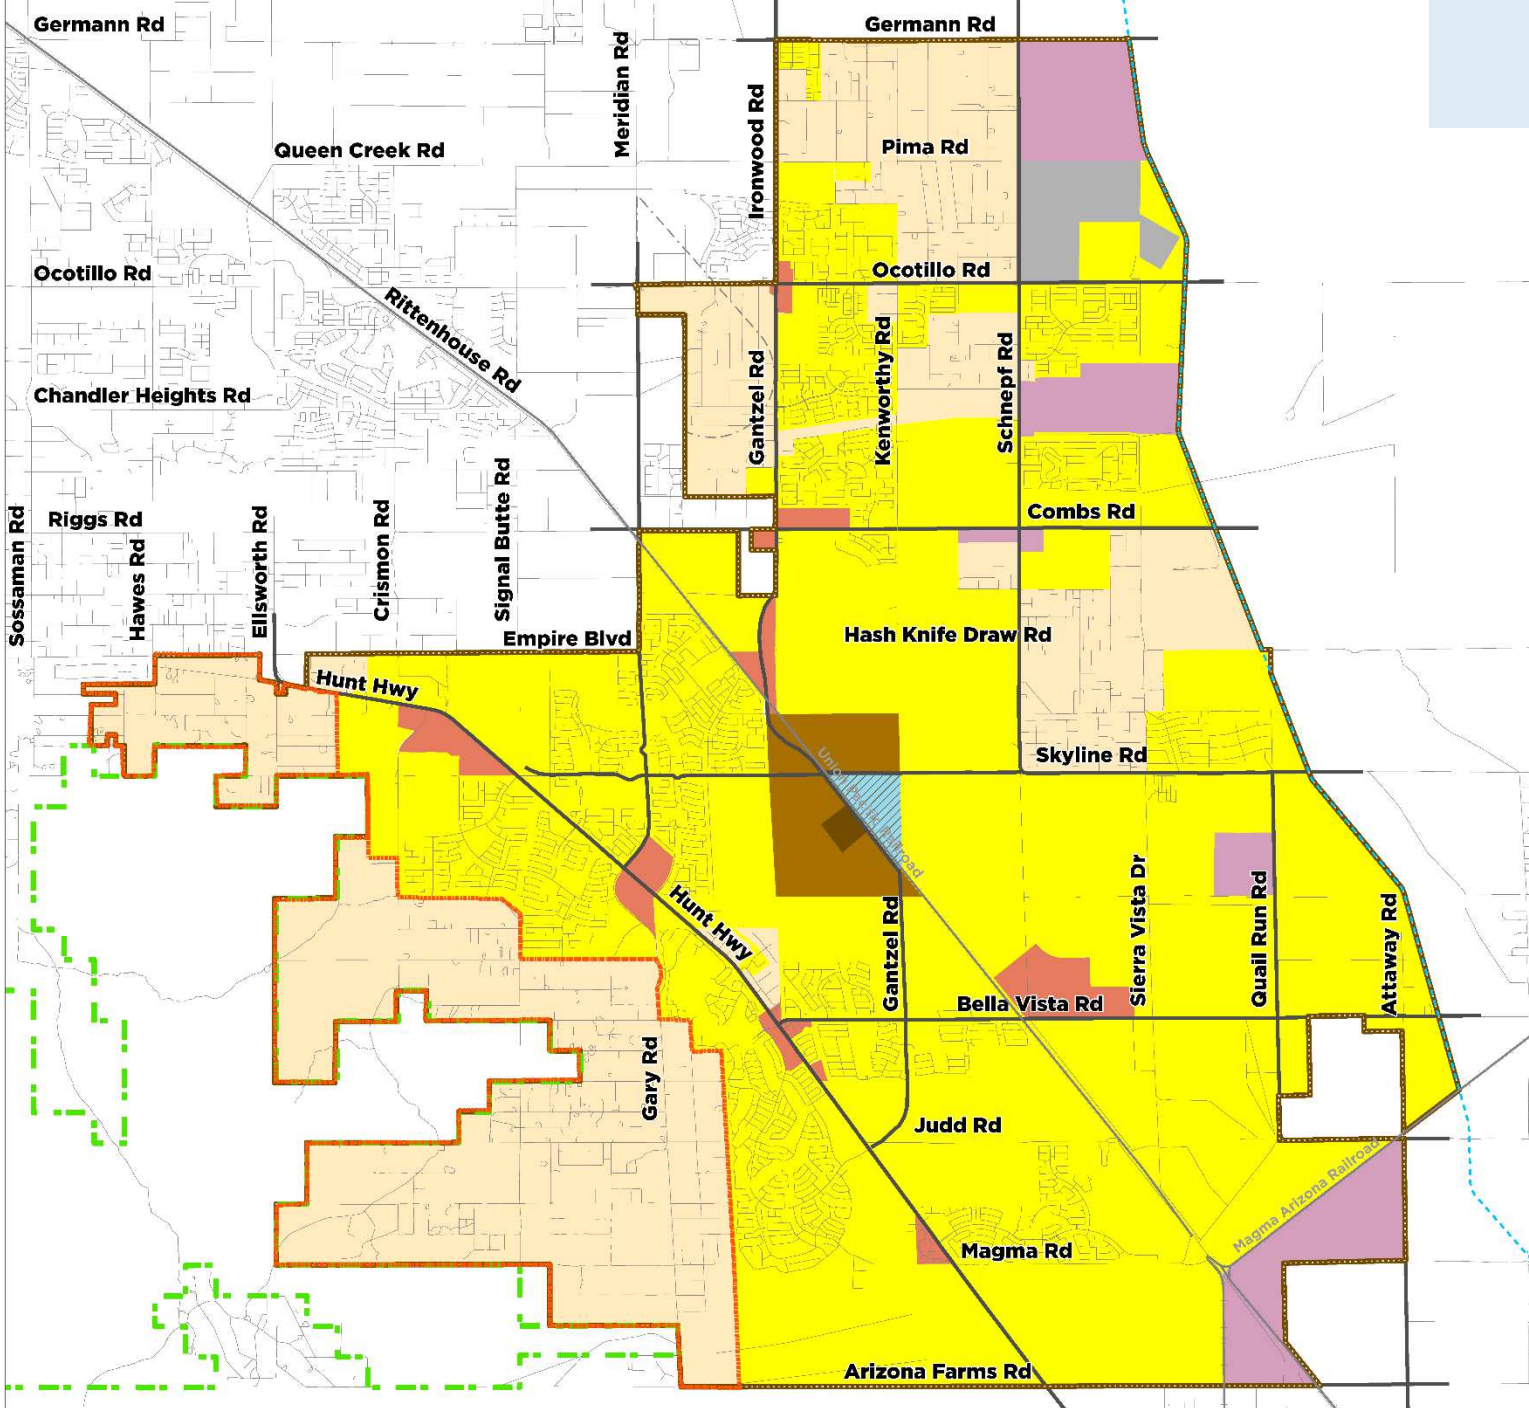 Germann Rd
Germann Rd
Meridian Rd
Ironwood Rd
Queen Creek Rd
Pima Rd
Ocotillo Rd
Ocotillo Rd
Rittenhouse Rd
Gantzel Rd
Kenworthy Rd
Schnepf Rd
Chandler Heights Rd
Sossaman Rd
Riggs Rd
Hawes Rd
Ellsworth Rd
Crismon Rd
Signal Butte Rd
Combs Rd
Empire Blvd
Hash Knife Draw Rd
Hunt Hwy
Skyline Rd
Union Pacific Railroad
Hunt Hwy
Gantzel Rd
Sierra Vista Dr
Quail Run Rd
Attaway Rd
Bella Vista Rd
Gary Rd
Judd Rd
Magma Arizona Railroad
Magma Rd
Arizona Farms Rd